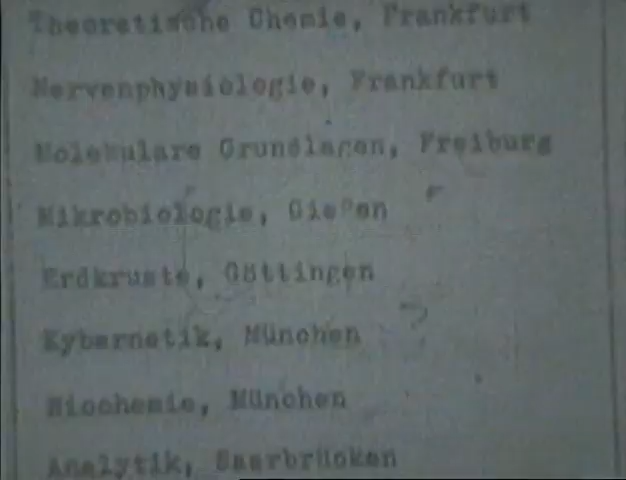 Theoretische Chemie, Frankfurt
Nervenphysiologie, Frankfurt
Molekulare Grundlagen, Freiburg
Mikrobiologie, Gießen
Erdkruste, Göttingen
Kybernetik, München
Biochemie, München
Analytik, Saarbrücken